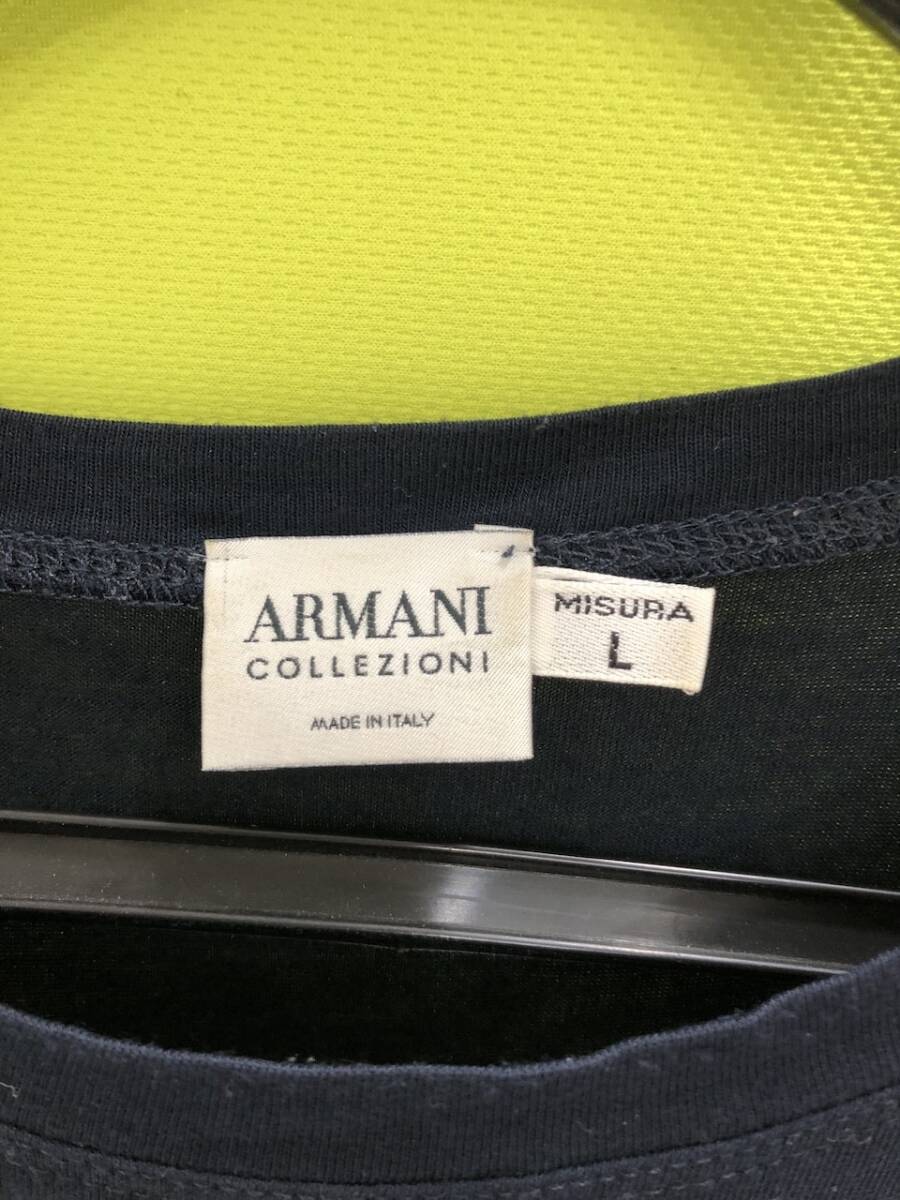 ARMANI
COLLEZIONI
MADE IN ITALY
MISURA
L